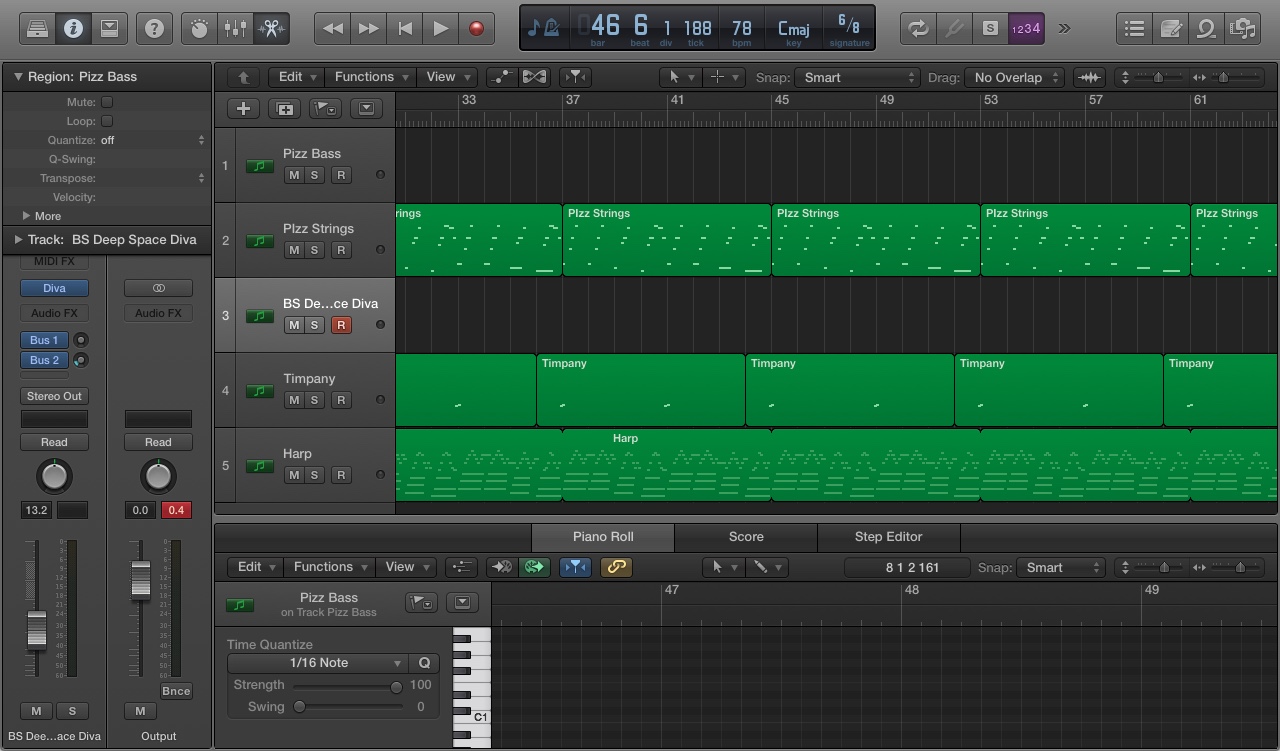 46 6 1 188 78 Cmaj 6/8
bar beat div tick bpm key signature
S 1234
Region: Pizz Bass
Mute:
Loop:
Quantize: off
Q-Swing:
Transpose:
Velocity:
More
Track: BS Deep Space Diva
MIDI FX
Diva
Audio FX Audio FX
Bus 1
Bus 2
Stereo Out
Read Read
13.2 0.0 0.4
Bnce
M S M
BS Dee...ace Diva Output
Edit Functions View Snap: Smart Drag: No Overlap
33 37 41 45 49 53 57 61
1 Pizz Bass
M S R
2 PIzz Strings
M S R
rings PIzz Strings PIzz Strings PIzz Strings PIzz Strings
3 BS De...ce Diva
M S R
4 Timpany
M S R
Timpany Timpany Timpany Timpany
5 Harp
M S R
Harp
Piano Roll Score Step Editor
Edit Functions View 8 1 2 161 Snap: Smart
47 48 49
Pizz Bass
on Track Pizz Bass
Time Quantize
1/16 Note Q
Strength 100
Swing 0
C1